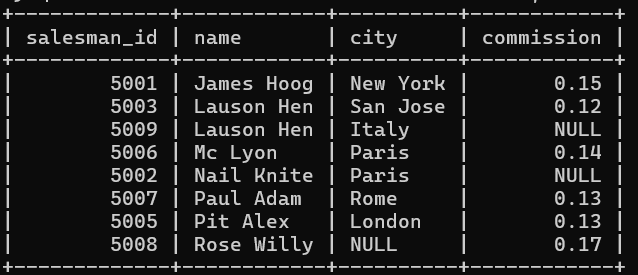 salesman_id | name | city | commission
5001 | James Hoog | New York | 0.15
5003 | Lauson Hen | San Jose | 0.12
5009 | Lauson Hen | Italy | NULL
5006 | Mc Lyon | Paris | 0.14
5002 | Nail Knite | Paris | NULL
5007 | Paul Adam | Rome | 0.13
5005 | Pit Alex | London | 0.13
5008 | Rose Willy | NULL | 0.17